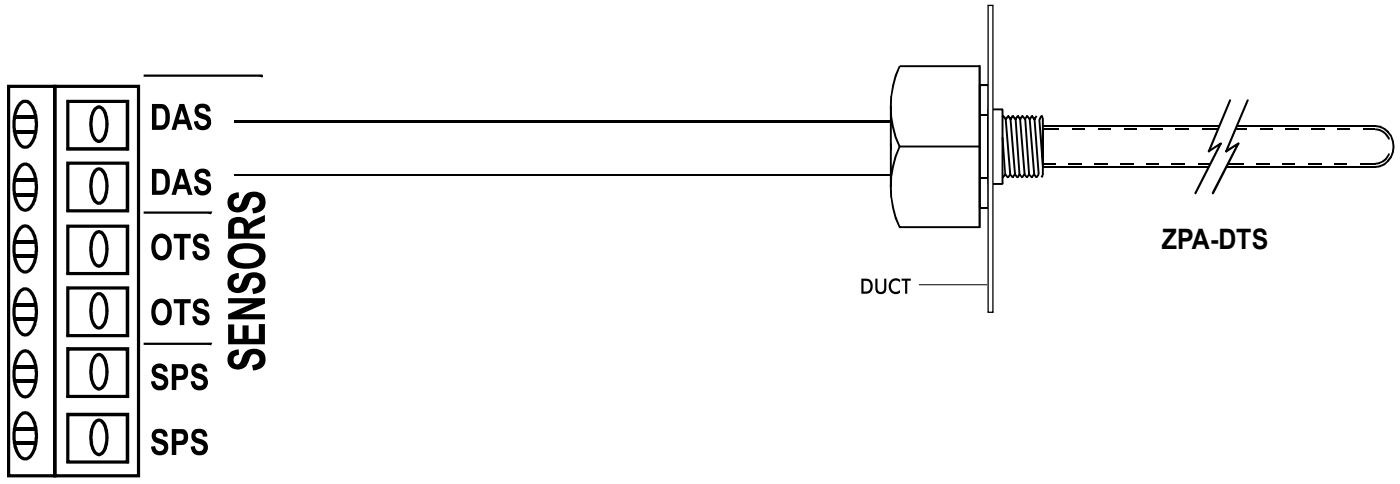 DAS
DAS
OTS
OTS
SPS
SPS
SENSORS
DUCT
ZPA-DTS